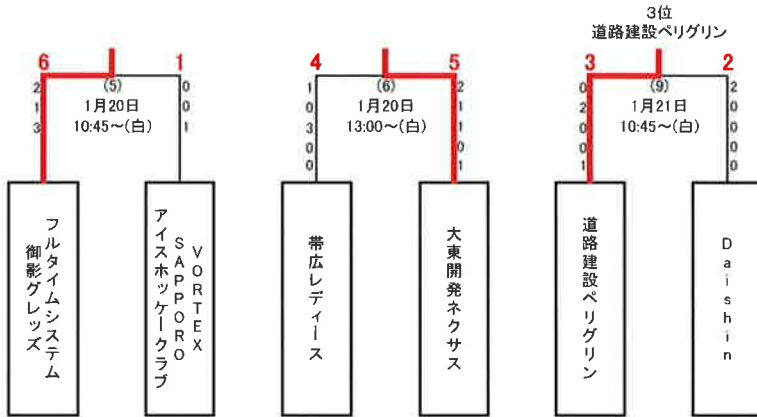 3位
道路建設ペリグリン
6
1
4
5
3
2
(5)
(6)
(9)
2
1
3
0
0
1
1
0
3
0
0
2
1
1
0
1
0
2
0
0
1
2
0
0
0
0
1月20日
10:45～(白)
1月20日
13:00～(白)
1月21日
10:45～(白)
フルタイムシステム
御影グレッズ
VORTEX
SAPPORO
アイスホッケークラブ
帯広レディース
大東開発ネクサス
道路建設ペリグリン
Daishin